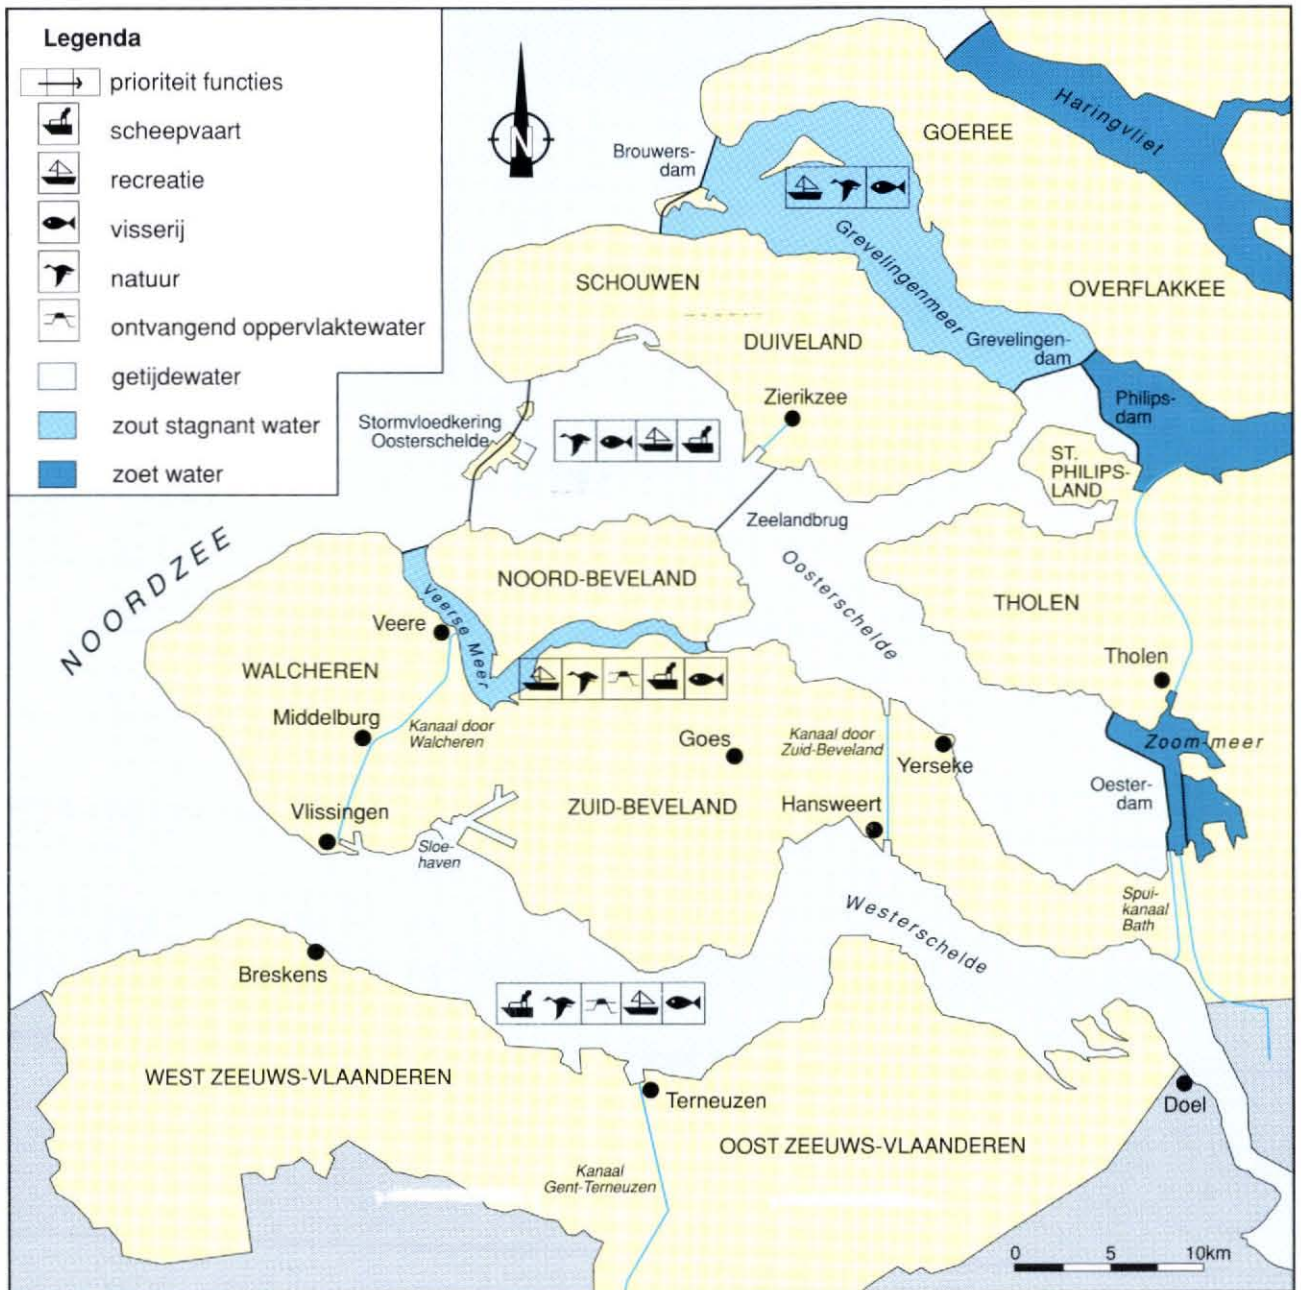 Legenda
prioriteit functies
scheepvaart
recreatie
visserij
natuur
ontvangend oppervlaktewater
getijdewater
zout stagnant water
zoet water
N
Haringvliet
GOEREE
Brouwers-
dam
Grevelingenmeer
SCHOUWEN
OVERFLAKKEE
DUIVELAND
Grevelingen-
dam
Zierikzee
Philips-
dam
Stormvloedkering
Oosterschelde
ST.
PHILIPS-
LAND
Zeelandbrug
NOORDZEE
Oosterschelde
NOORD-BEVELAND
THOLEN
Veerse Meer
Veere
Tholen
WALCHEREN
Middelburg
Kanaal door
Walcheren
Goes
Kanaal door
Zuid-Beveland
Zoom-meer
Yerseke
Oester-
dam
Vlissingen
ZUID-BEVELAND
Hansweert
Sloe-
haven
Spui-
kanaal
Bath
Westerschelde
Breskens
WEST ZEEUWS-VLAANDEREN
Terneuzen
Doel
OOST ZEEUWS-VLAANDEREN
Kanaal
Gent-Terneuzen
0 5 10km